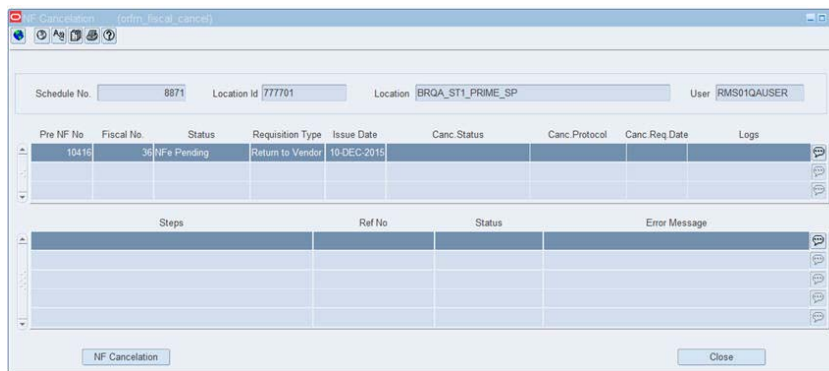 NF Cancelation (orfm_fiscal_cancel)
Schedule No. 8871 Location Id 777701 Location BRQA_ST1_PRIME_SP User RMS01QAUSER
Pre NF No Fiscal No. Status Requisition Type Issue Date Canc.Status Canc.Protocol Canc.Req.Date Logs
10416 36 NFe Pending Return to Vendor 10-DEC-2015
Steps Ref No Status Error Message
NF Cancelation Close